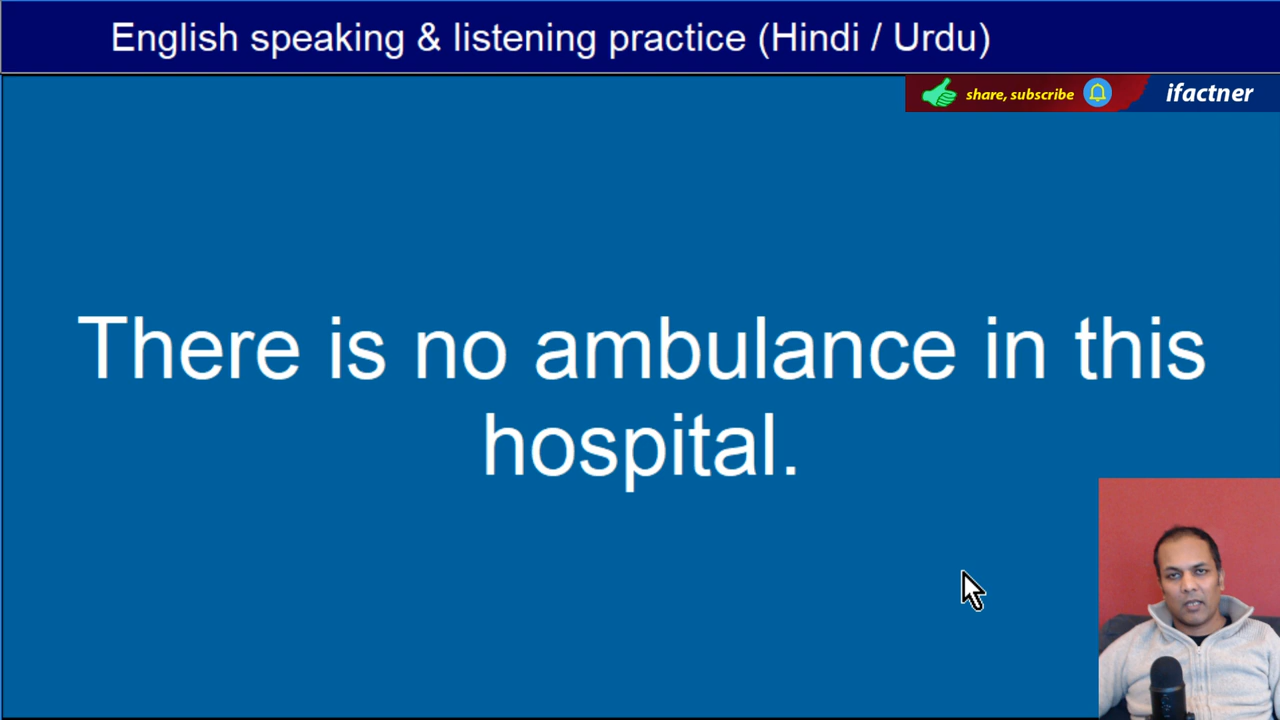 English speaking & listening practice (Hindi / Urdu)
share, subscribe
ifactner
There is no ambulance in this
hospital.